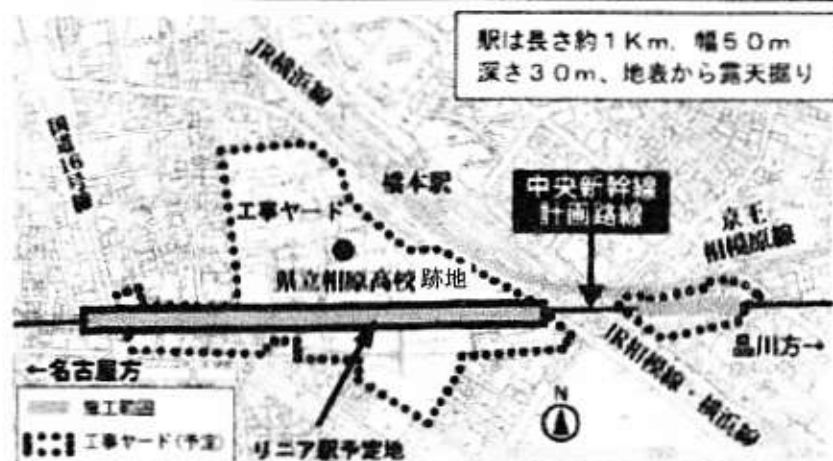 駅は長さ約1Km、幅50m
深さ30m、地表から露天掘り
JR横浜線
国道16号線
橋本駅
中央新幹線
計画路線
京王
相模原線
工事ヤード
県立相原高校 跡地
←名古屋方
品川方→
JR相模線・横浜線
N
施工範囲
工事ヤード(予定)
リニア駅予定地